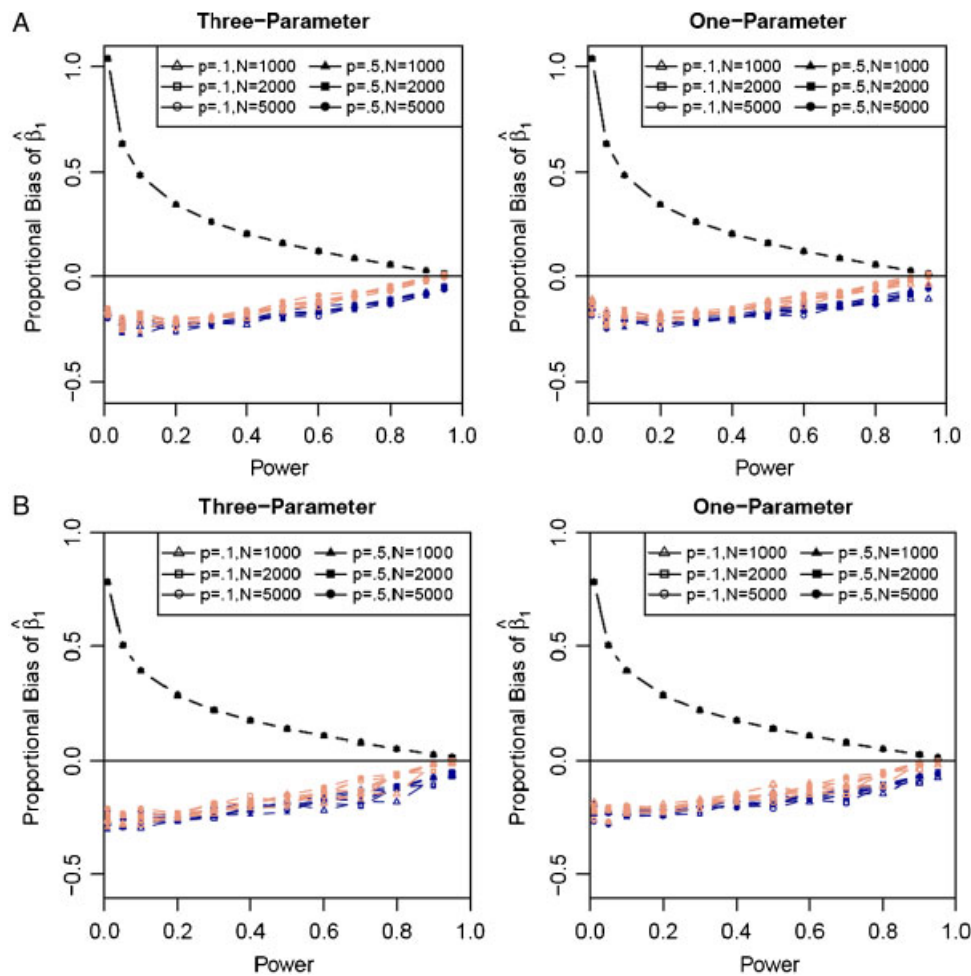 A
Three-Parameter
Proportional Bias of β̂₁
1.0
0.5
0.0
−0.5
p=.1,N=1000 p=.5,N=1000
p=.1,N=2000 p=.5,N=2000
p=.1,N=5000 p=.5,N=5000
0.0 0.2 0.4 0.6 0.8 1.0
Power
One-Parameter
Proportional Bias of β̂₁
1.0
0.5
0.0
−0.5
p=.1,N=1000 p=.5,N=1000
p=.1,N=2000 p=.5,N=2000
p=.1,N=5000 p=.5,N=5000
0.0 0.2 0.4 0.6 0.8 1.0
Power
B
Three-Parameter
Proportional Bias of β̂₁
1.0
0.5
0.0
−0.5
p=.1,N=1000 p=.5,N=1000
p=.1,N=2000 p=.5,N=2000
p=.1,N=5000 p=.5,N=5000
0.0 0.2 0.4 0.6 0.8 1.0
Power
One-Parameter
Proportional Bias of β̂₁
1.0
0.5
0.0
−0.5
p=.1,N=1000 p=.5,N=1000
p=.1,N=2000 p=.5,N=2000
p=.1,N=5000 p=.5,N=5000
0.0 0.2 0.4 0.6 0.8 1.0
Power